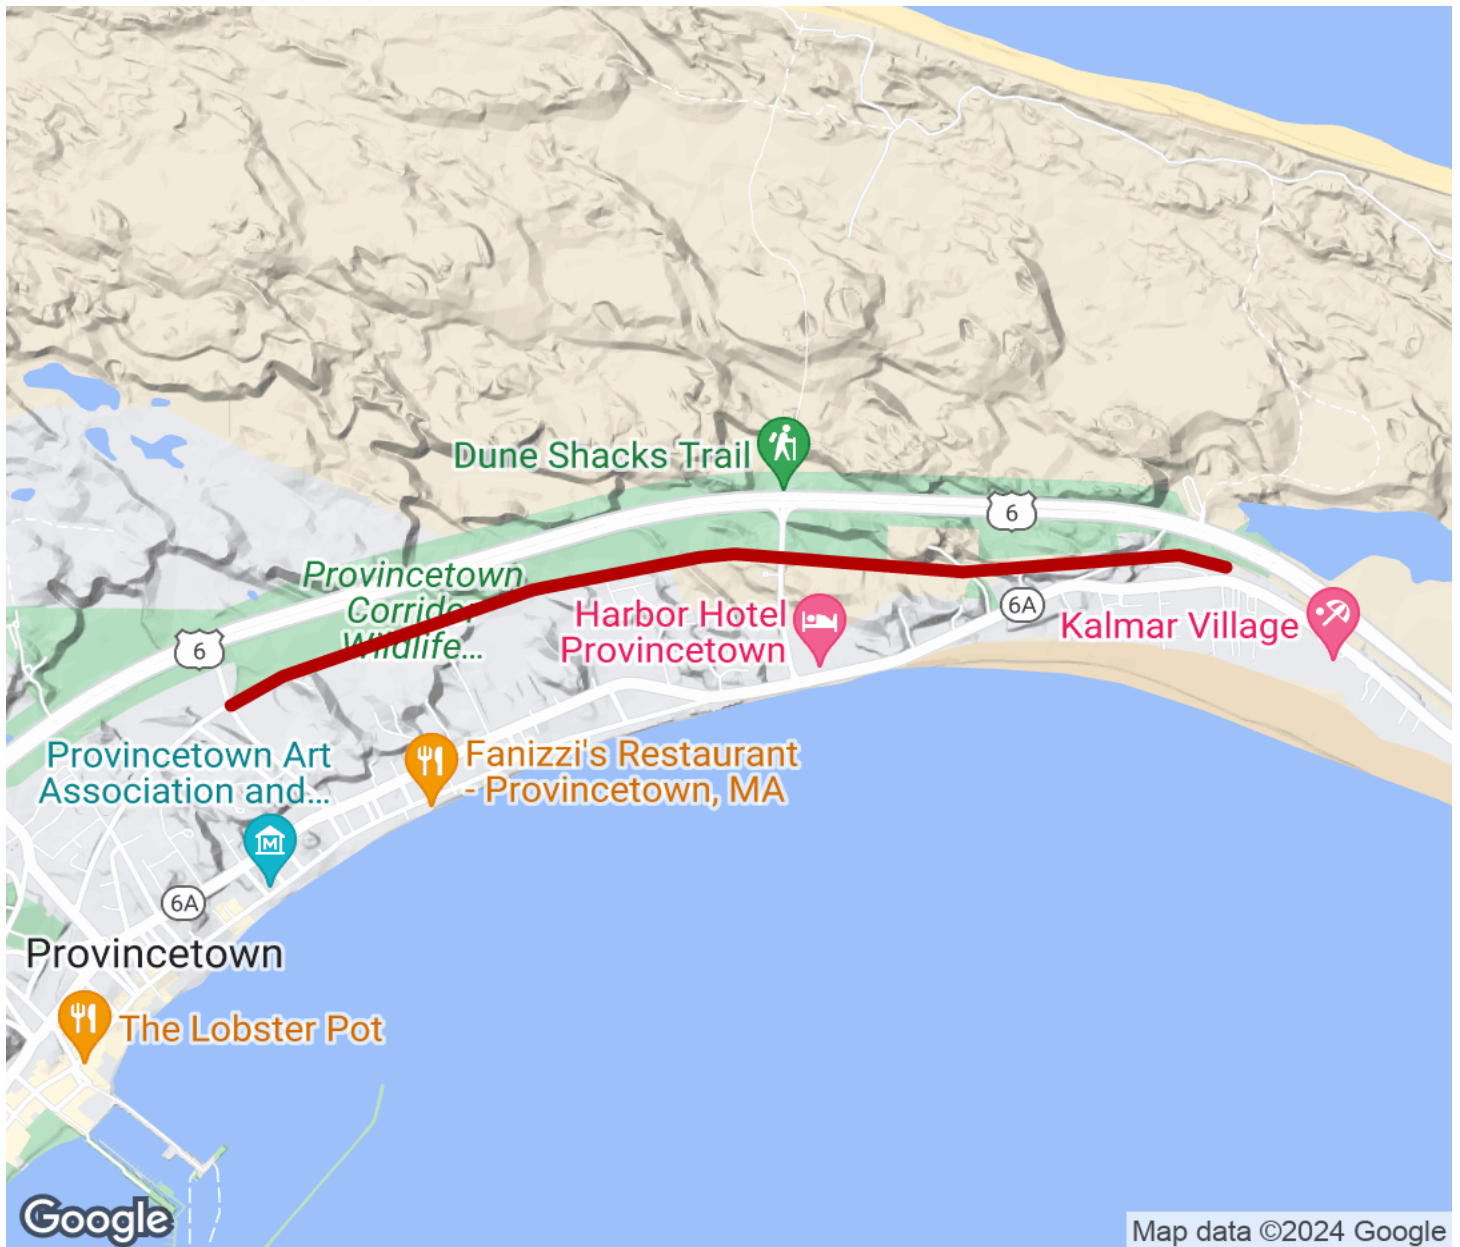 Dune Shacks Trail
6
Provincetown
Corridor
Wildlife...
6
Harbor Hotel
Provincetown
6A
Kalmar Village
Provincetown Art
Association and...
Fanizzi's Restaurant
- Provincetown, MA
M
6A
Provincetown
The Lobster Pot
Google
Map data ©2024 Google